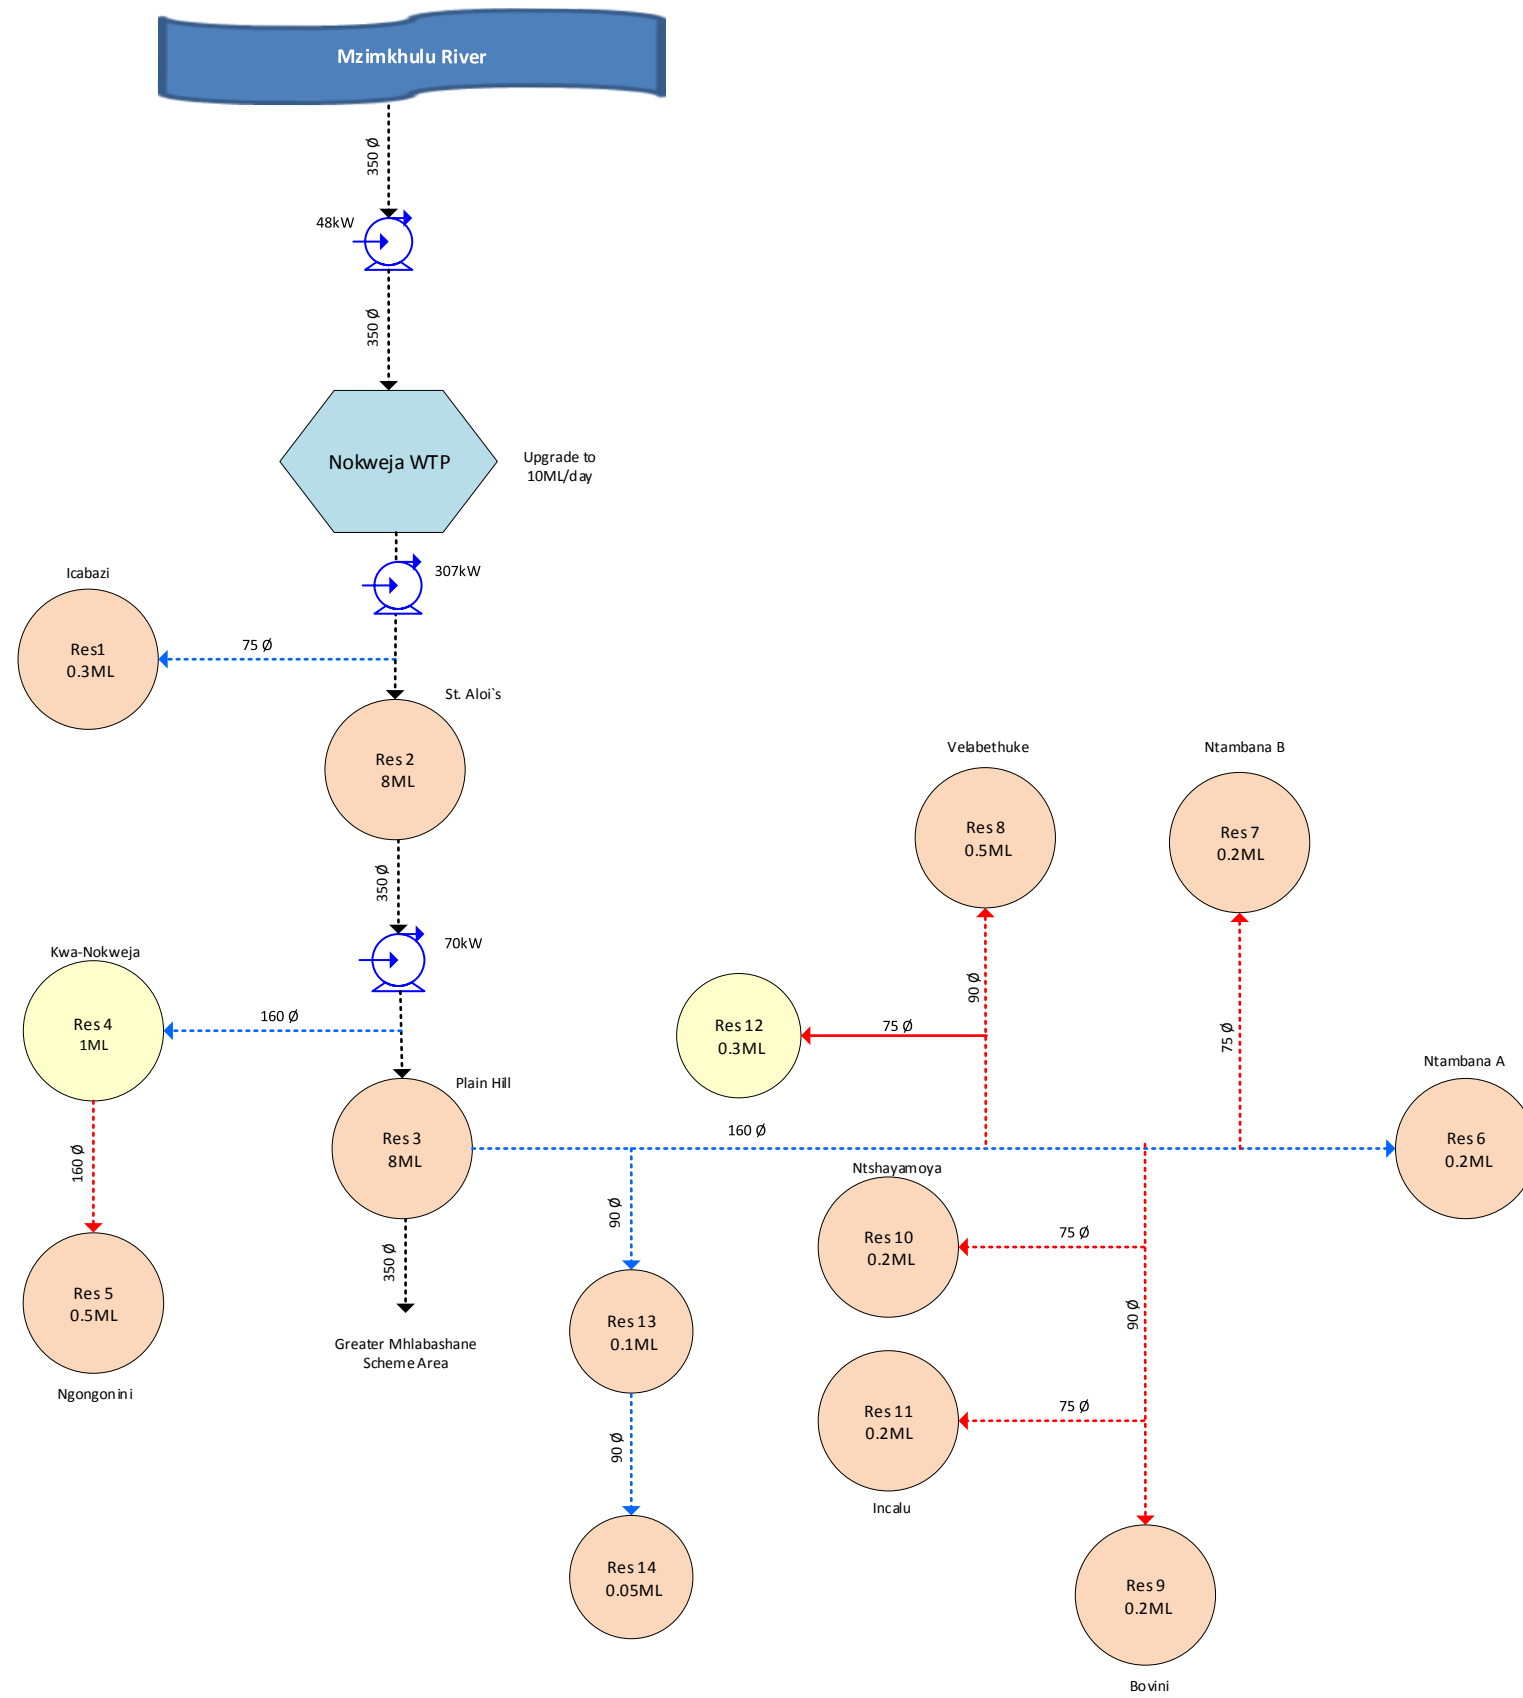 Mzimkhulu River
350 Ø
48kW
350 Ø
Nokweja WTP
Upgrade to
10ML/day
307kW
Icabazi
Res1
0.3ML
75 Ø
St. Aloi`s
Res 2
8ML
350 Ø
70kW
Kwa-Nokweja
Res 4
1ML
160 Ø
160 Ø
Res 5
0.5ML
Ngongonini
Plain Hill
Res 3
8ML
350 Ø
Greater Mhlabashane
Scheme Area
160 Ø
90 Ø
Res 13
0.1ML
90 Ø
Res 14
0.05ML
Velabethuke
Res 8
0.5ML
90 Ø
Res 12
0.3ML
75 Ø
Ntambana B
Res 7
0.2ML
75 Ø
Ntambana A
Res 6
0.2ML
Ntshayamoya
Res 10
0.2ML
75 Ø
90 Ø
Res 11
0.2ML
75 Ø
Incalu
Res 9
0.2ML
Bovini